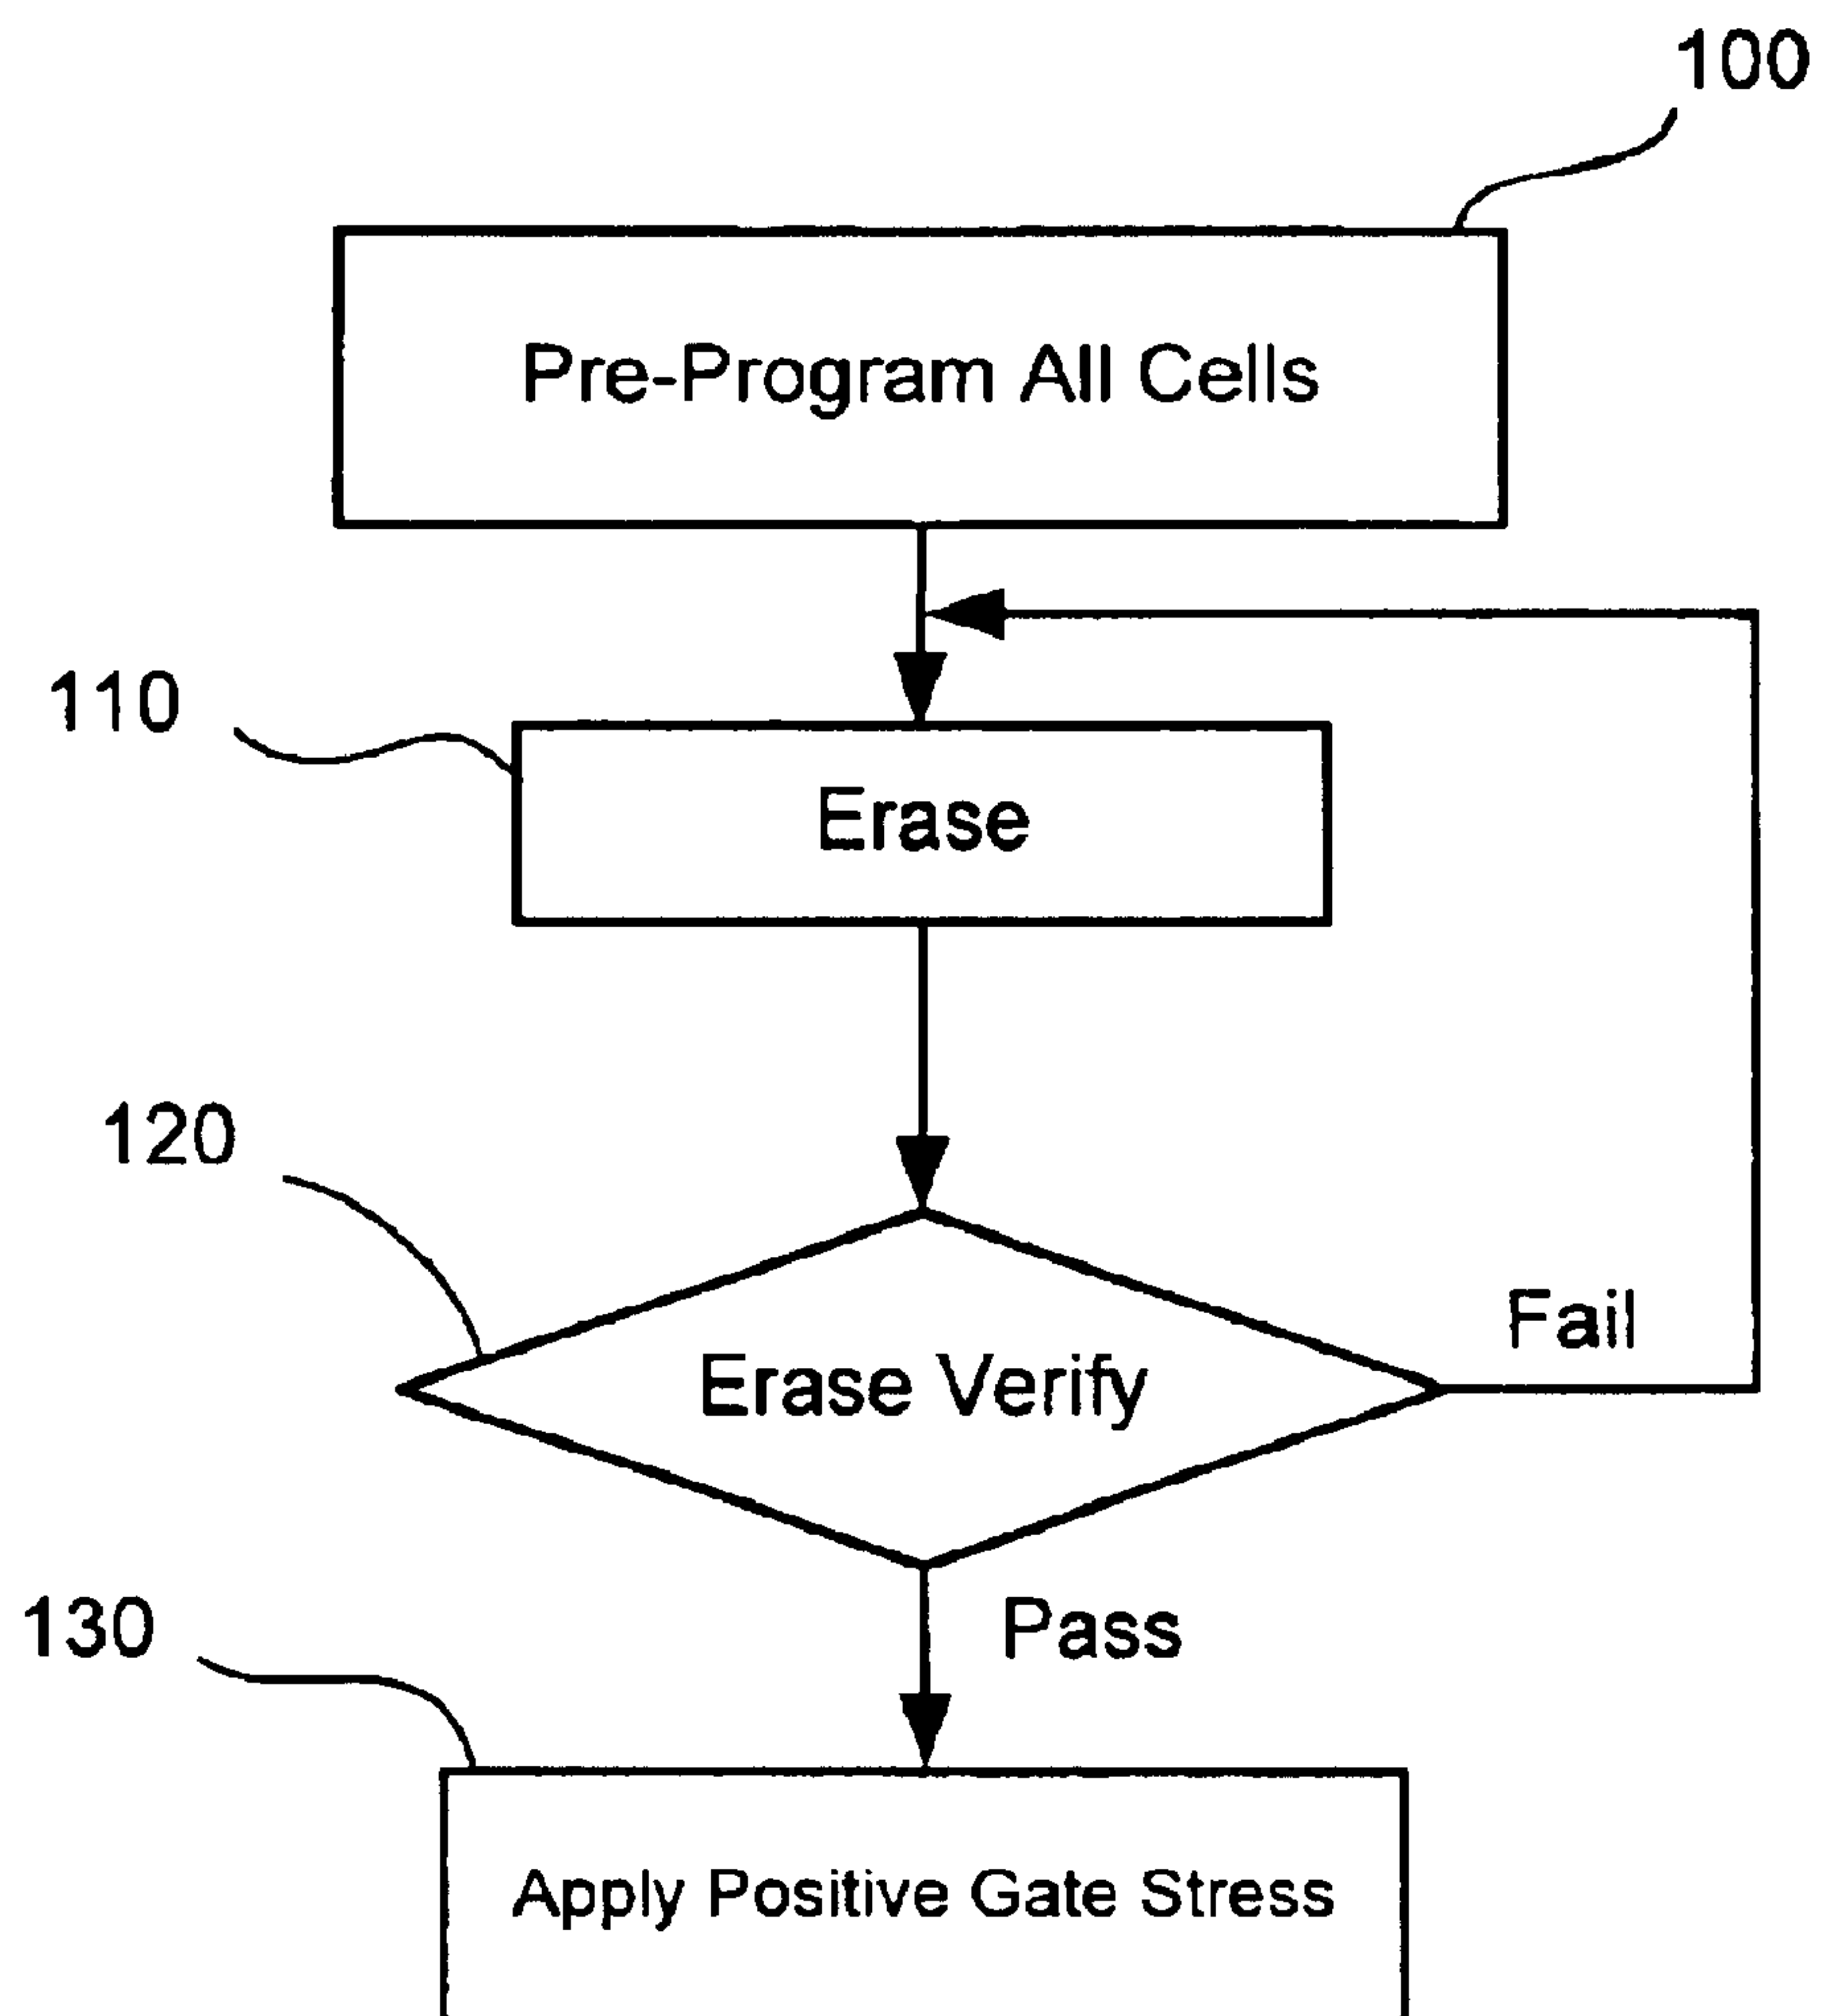 100
Pre-Program All Cells
110
Erase
120
Fail
Erase Verify
130
Pass
Apply Positive Gate Stress